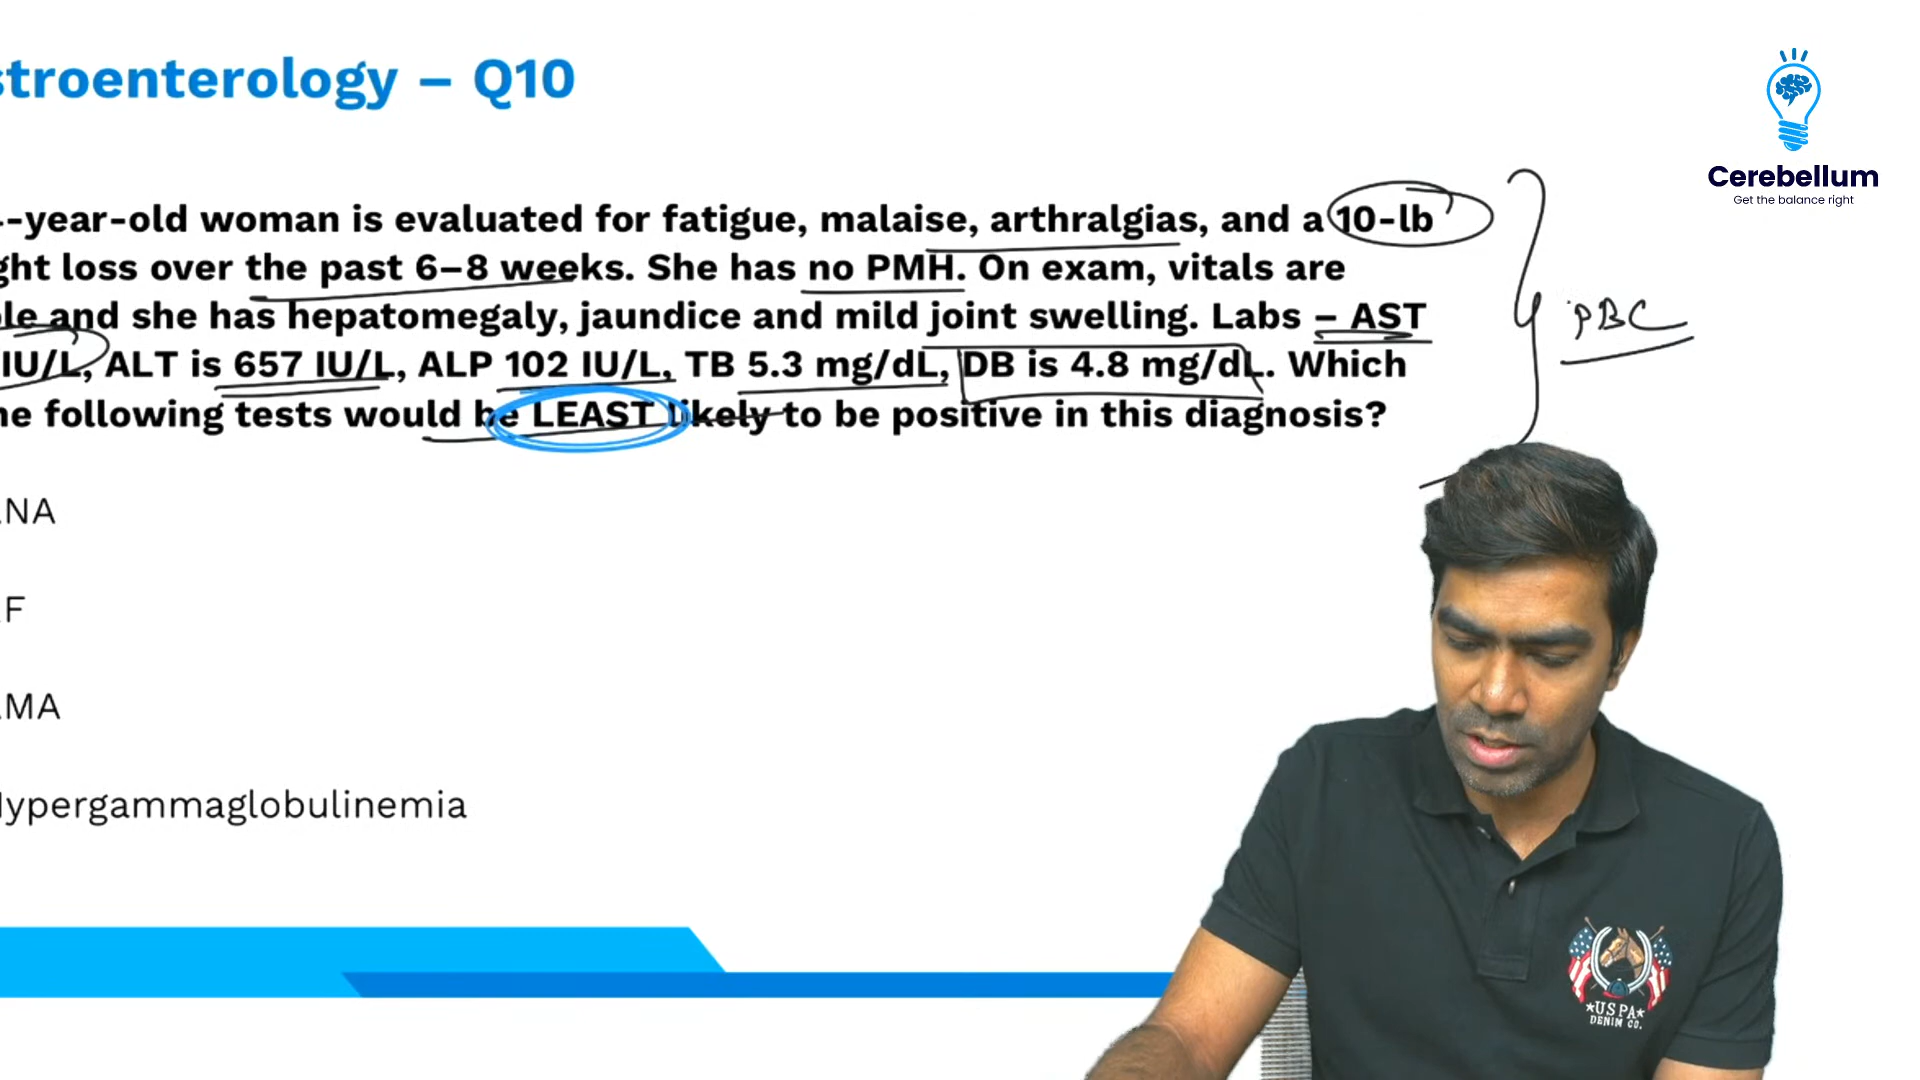 stroenterology – Q10
Cerebellum
Get the balance right
-year-old woman is evaluated for fatigue, malaise, arthralgias, and a 10-lb
ght loss over the past 6–8 weeks. She has no PMH. On exam, vitals are
le and she has hepatomegaly, jaundice and mild joint swelling. Labs – AST
IU/L, ALT is 657 IU/L, ALP 102 IU/L, TB 5.3 mg/dL, DB is 4.8 mg/dL. Which
he following tests would be LEAST likely to be positive in this diagnosis?
PBC
NA
F
MA
ypergammaglobulinemia
USPA
DENIM CO.